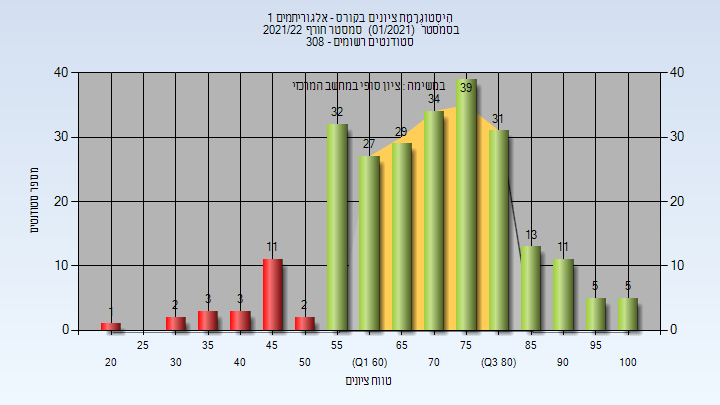 הִיסְטוֹגְרָמַת ציונים בקורס - אלגוריתמים 1
בסמסטר (01/2021) סמסטר חורף 2021/22
סטודנטים רשומים - 308
במשימה : ציון סופי במחשב המרכזי
40 40
30 30
20 20
10 10
0 0
מספר סטודנטים
1 2 3 3 11 2 32 27 29 34 39 31 13 11 5 5
25 35 45 55 65 75 85 95
20 30 40 50 (Q1 60) 70 (Q3 80) 90 100
טווח ציונים